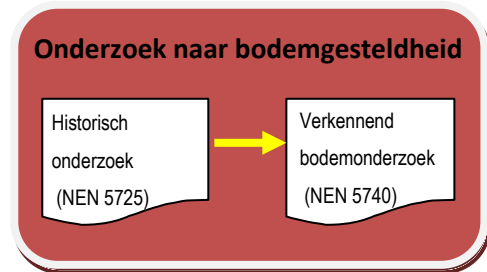 Onderzoek naar bodemgesteldheid
Historisch
onderzoek
(NEN 5725)
Verkennend
bodemonderzoek
(NEN 5740)